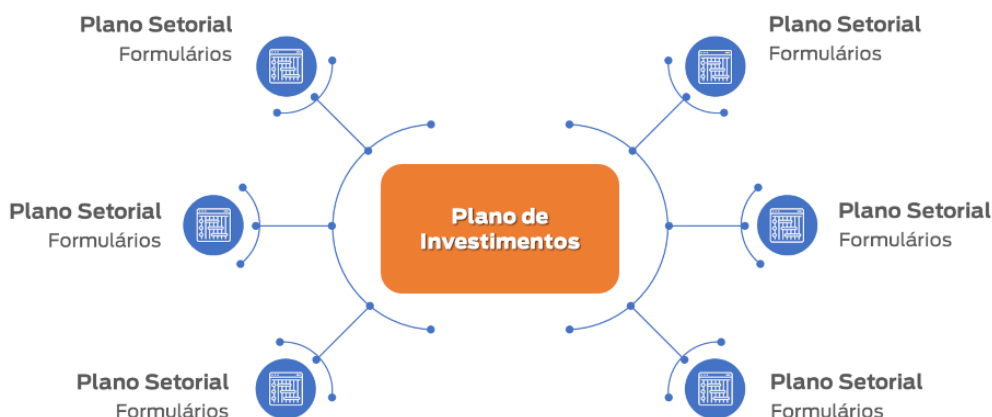 Plano Setorial
Formulários
Plano Setorial
Formulários
Plano Setorial
Formulários
Plano de
Investimentos
Plano Setorial
Formulários
Plano Setorial
Formulários
Plano Setorial
Formulários